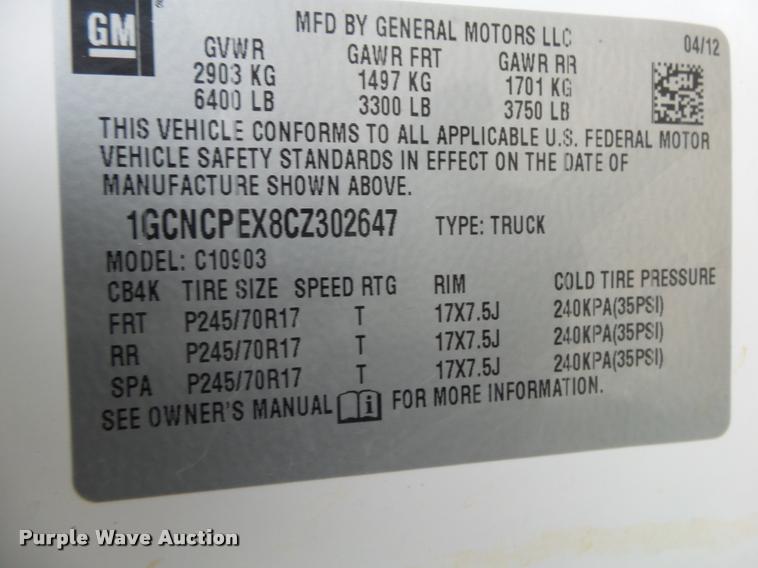 GM
MFD BY GENERAL MOTORS LLC
04/12
GVWR GAWR FRT GAWR RR
2903 KG 1497 KG 1701 KG
6400 LB 3300 LB 3750 LB
THIS VEHICLE CONFORMS TO ALL APPLICABLE U.S. FEDERAL MOTOR
VEHICLE SAFETY STANDARDS IN EFFECT ON THE DATE OF
MANUFACTURE SHOWN ABOVE.
1GCNCPEX8CZ302647 TYPE: TRUCK
MODEL: C10903
CB4K TIRE SIZE SPEED RTG RIM COLD TIRE PRESSURE
FRT P245/70R17 T 17X7.5J 240KPA(35PSI)
RR P245/70R17 T 17X7.5J 240KPA(35PSI)
SPA P245/70R17 T 17X7.5J 240KPA(35PSI)
SEE OWNER'S MANUAL i FOR MORE INFORMATION.
Purple Wave Auction